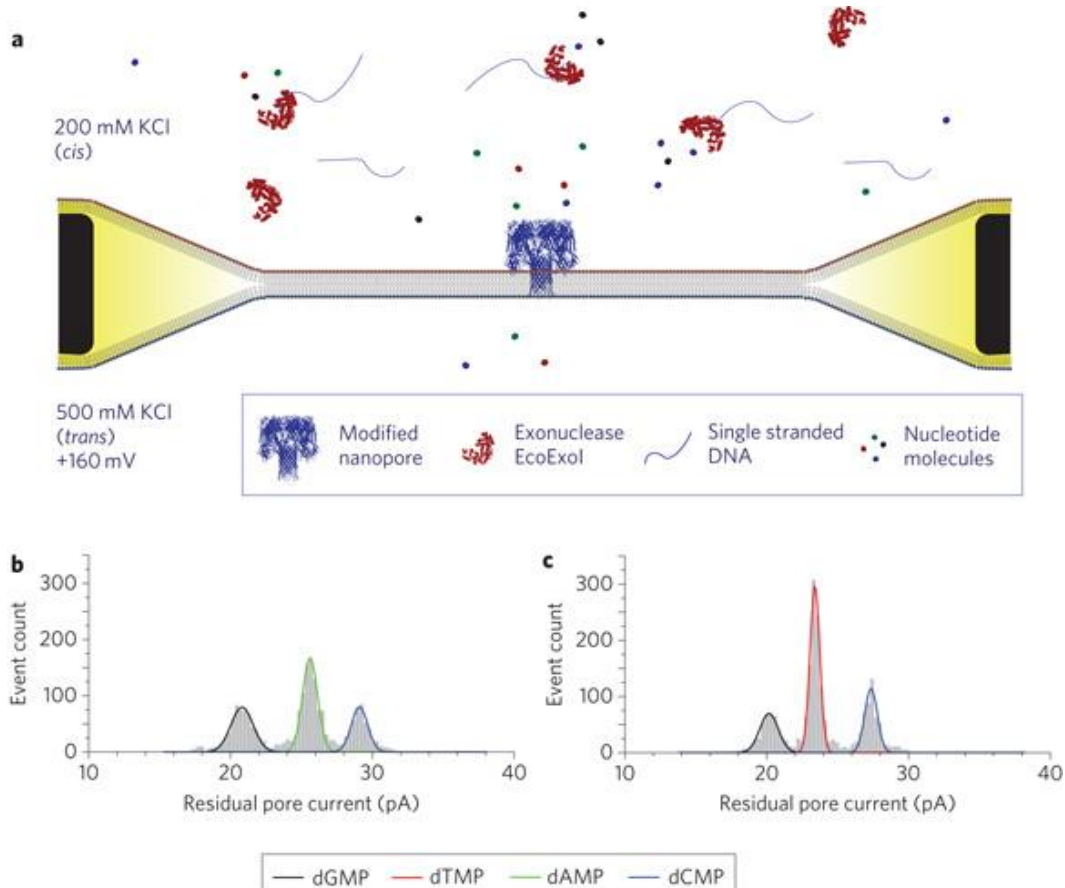 a
200 mM KCl
(cis)
500 mM KCl
(trans)
+160 mV
Modified
nanopore
Exonuclease
EcoExoI
Single stranded
DNA
Nucleotide
molecules
b
Event count
300
200
100
0
10 20 30 40
Residual pore current (pA)
c
Event count
300
200
100
0
10 20 30 40
Residual pore current (pA)
dGMP dTMP dAMP dCMP